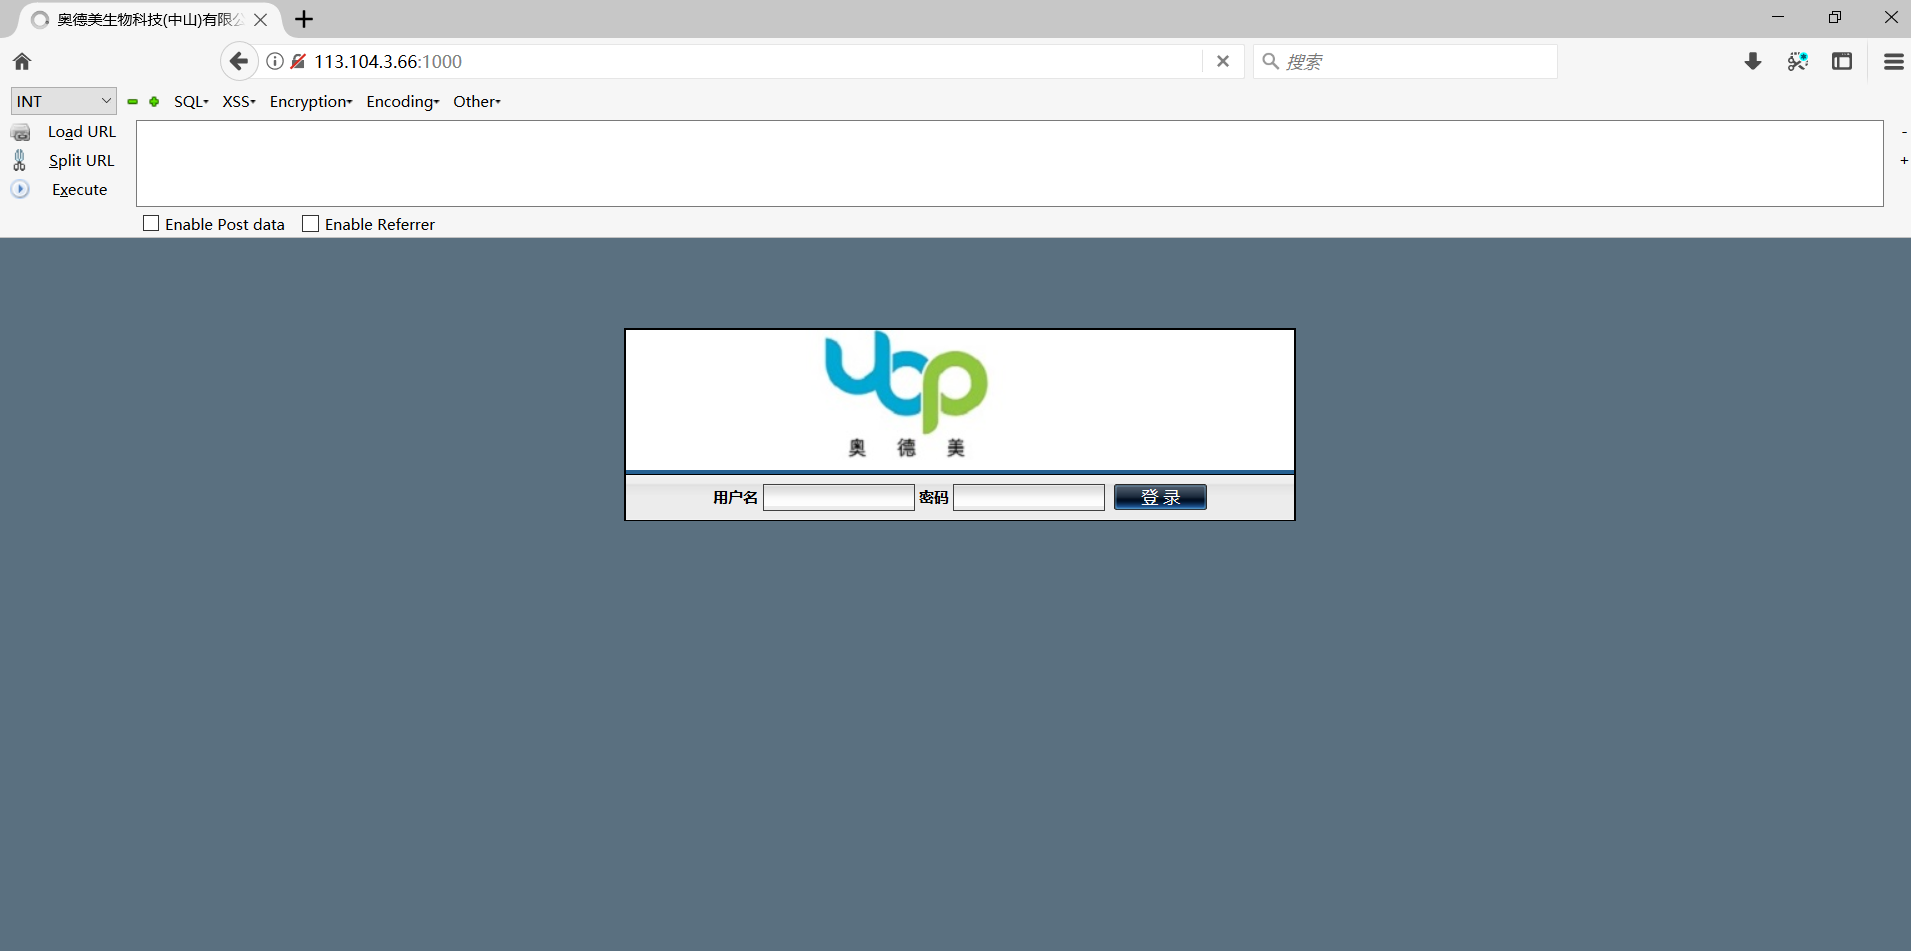 奥德美生物科技(中山)有限公
113.104.3.66:1000
搜索
INT SQL XSS Encryption Encoding Other
Load URL
Split URL
Execute
Enable Post data Enable Referrer
ucp
奥 德 美
用户名 密码 登 录